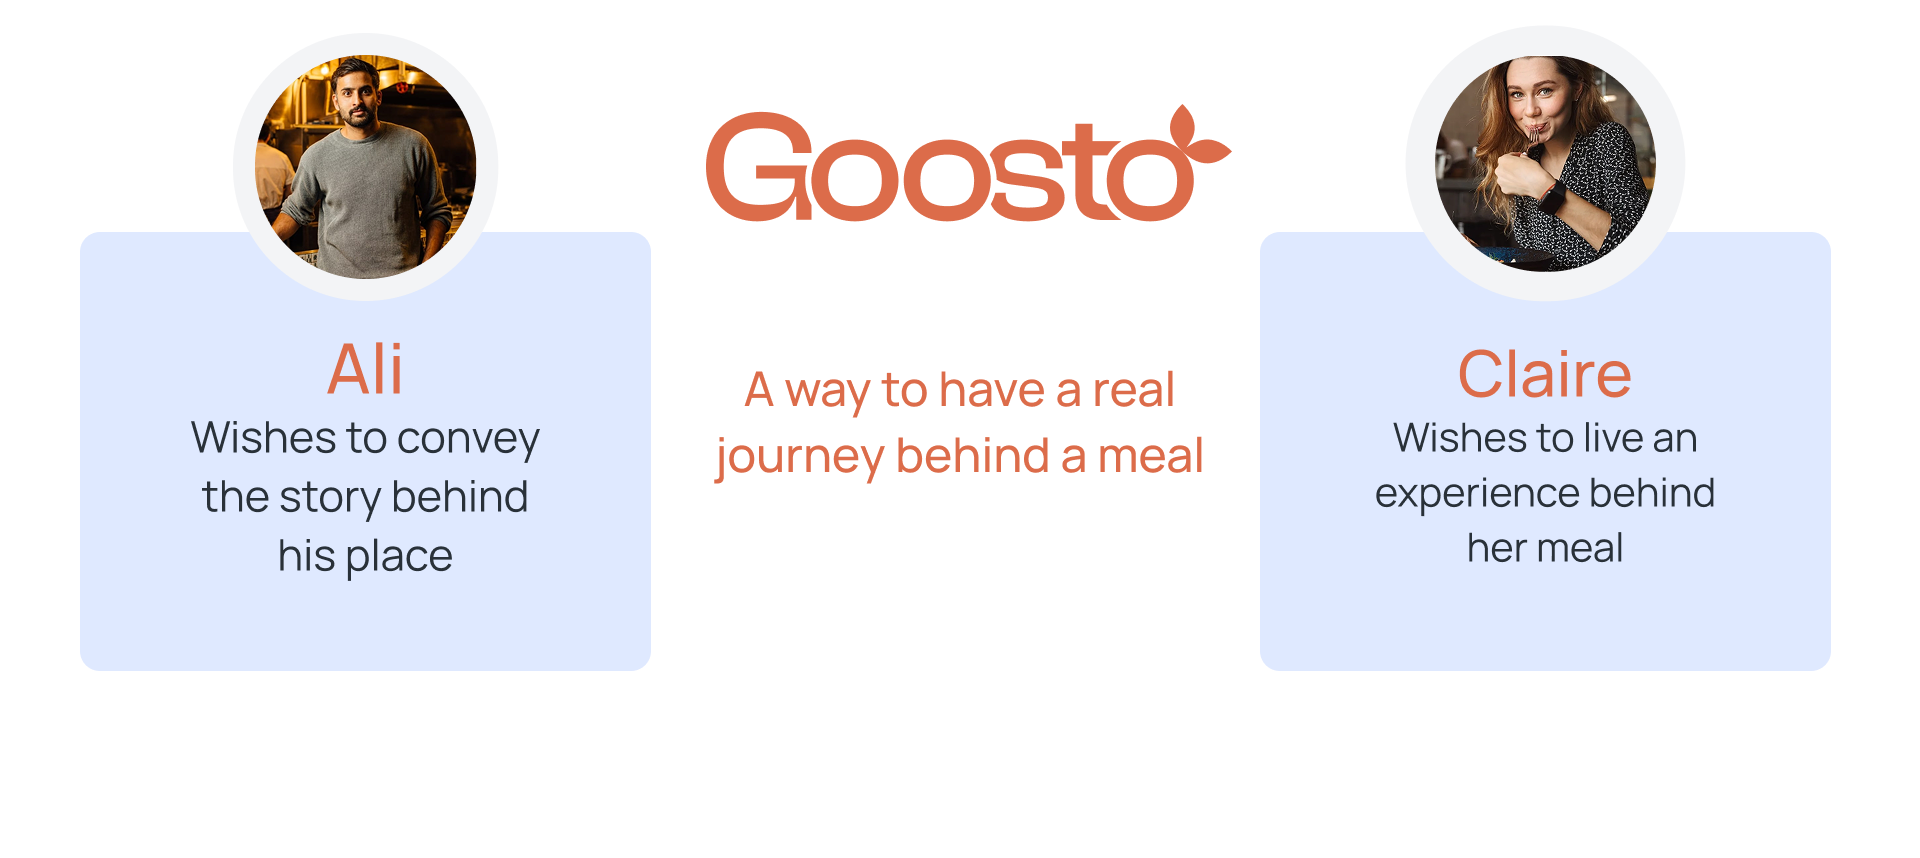 Goosto
Ali
Wishes to convey
the story behind
his place
A way to have a real
journey behind a meal
Claire
Wishes to live an
experience behind
her meal